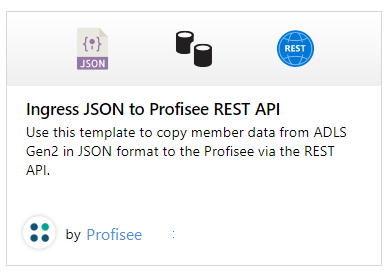 {;}
JSON
REST
Ingress JSON to Profisee REST API
Use this template to copy member data from ADLS
Gen2 in JSON format to the Profisee via the REST
API.
by Profisee :